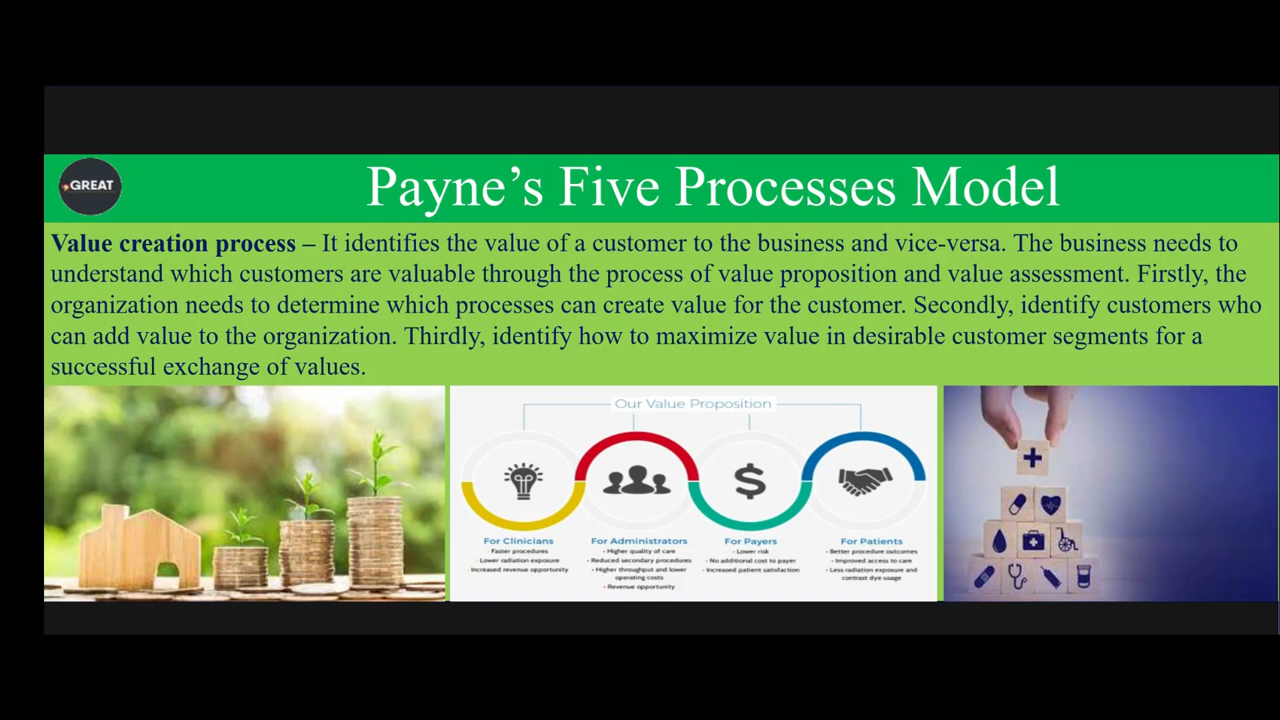 GREAT
Payne's Five Processes Model
Value creation process – It identifies the value of a customer to the business and vice-versa. The business needs to
understand which customers are valuable through the process of value proposition and value assessment. Firstly, the
organization needs to determine which processes can create value for the customer. Secondly, identify customers who
can add value to the organization. Thirdly, identify how to maximize value in desirable customer segments for a
successful exchange of values.
Our Value Proposition
For Clinicians
· Faster procedures
· Lower radiation exposure
· Increased revenue opportunity
For Administrators
• Higher quality of care
• Reduced secondary procedures
• Higher throughput and lower
operating costs
• Revenue opportunity
For Payers
• Lower risk
• No additional cost to payer
• Increased patient satisfaction
For Patients
• Better procedure outcomes
• Improved access to care
• Less radiation exposure and
contrast dye usage